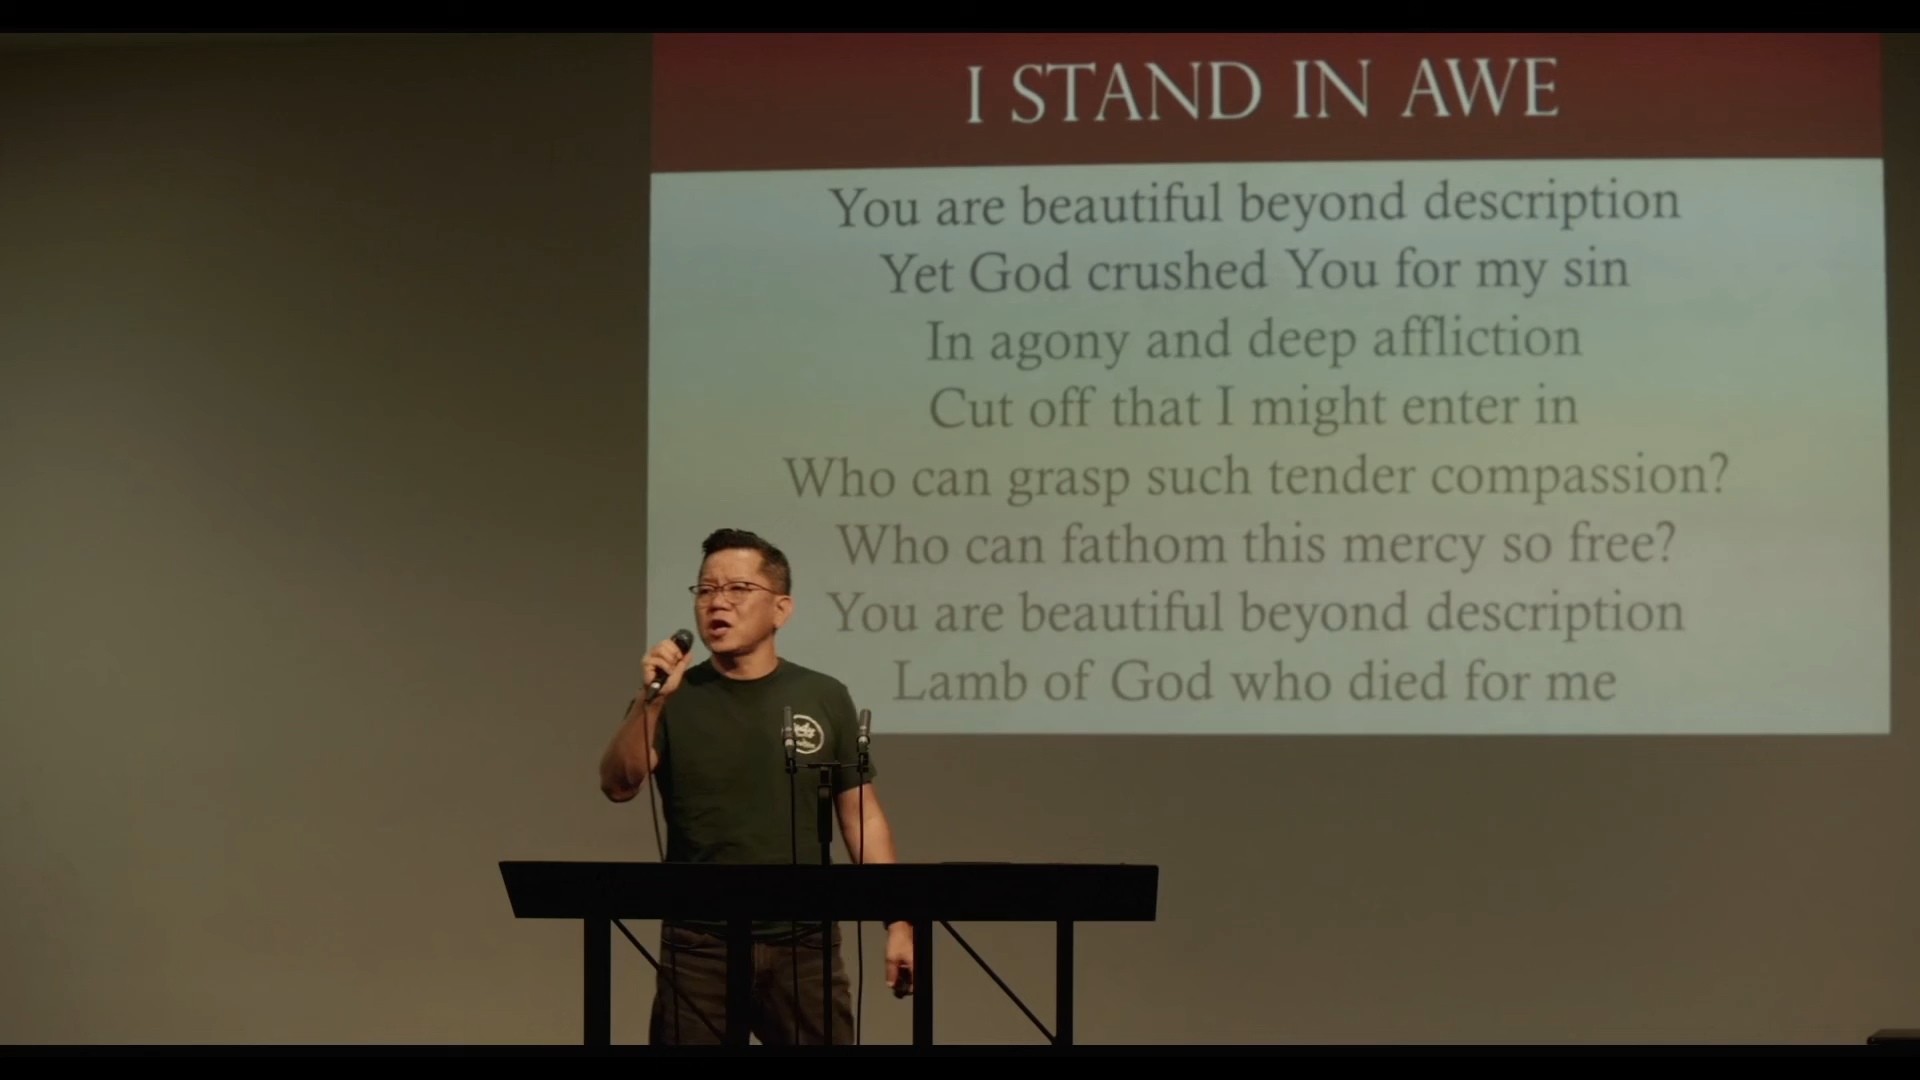 I STAND IN AWE
You are beautiful beyond description
Yet God crushed You for my sin
In agony and deep affliction
Cut off that I might enter in
Who can grasp such tender compassion?
Who can fathom this mercy so free?
You are beautiful beyond description
Lamb of God who died for me